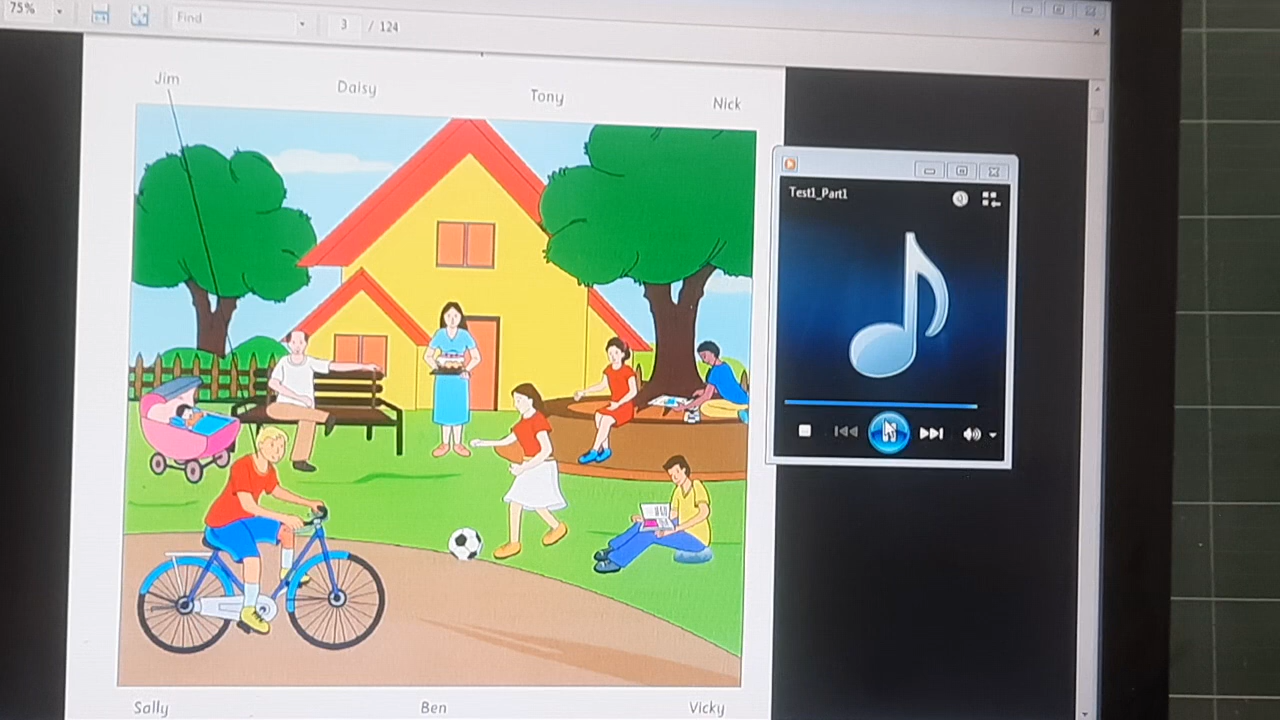 75%
Find
3 / 124
Jim Daisy Tony Nick
Test1_Part1
Sally Ben Vicky